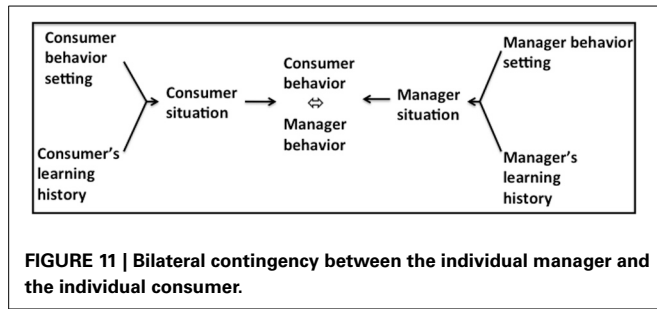 Consumer
behavior
setting
Consumer's
learning
history
Consumer
situation
Consumer
behavior
⇔
Manager
behavior
Manager
situation
Manager behavior
setting
Manager's
learning
history
FIGURE 11 | Bilateral contingency between the individual manager and
the individual consumer.